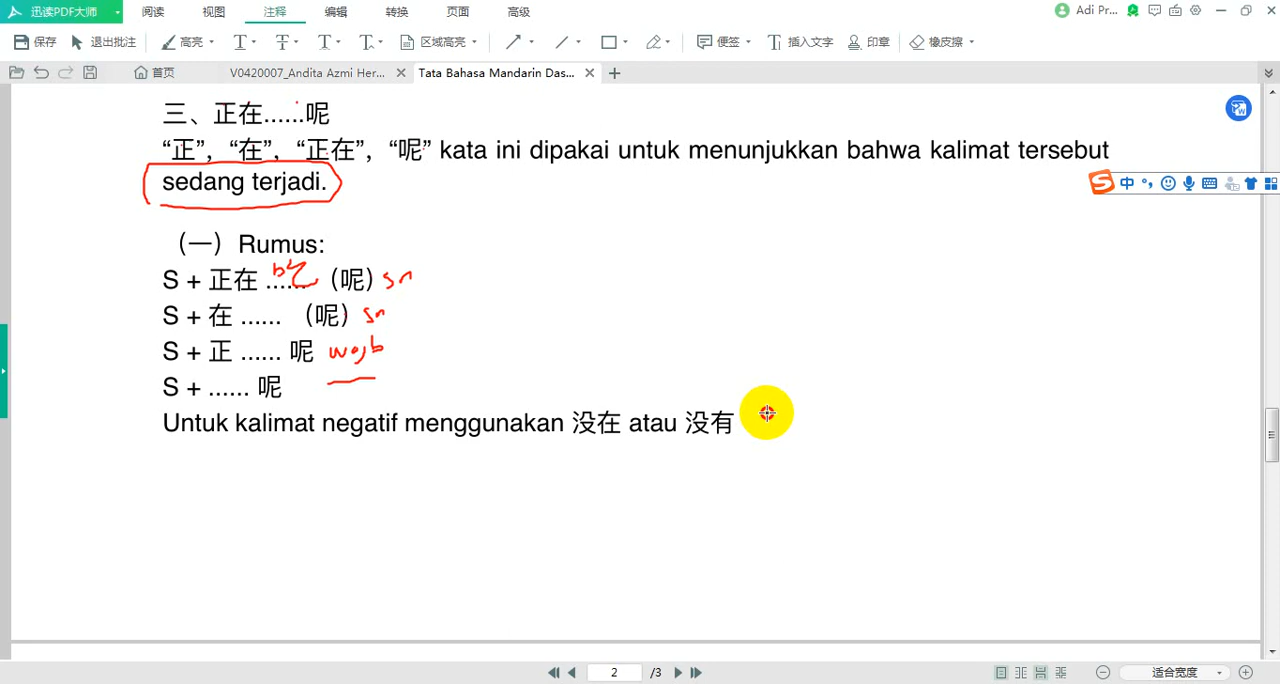 迅读PDF大师 阅读 视图 注释 编辑 转换 页面 高级 Adi Pr...
保存 退出批注 高亮 区域高亮 便签 插入文字 印章 橡皮擦
首页 V0420007_Andita Azmi Her... Tata Bahasa Mandarin Das...
三、正在......呢
“正”，“在”，“正在”，“呢” kata ini dipakai untuk menunjukkan bahwa kalimat tersebut
sedang terjadi.
中
（一） Rumus:
S + 正在 ...... （呢）
S + 在 ...... （呢）
S + 正 ...... 呢 wajb
S + ...... 呢
Untuk kalimat negatif menggunakan 没在 atau 没有
2 /3 适合宽度